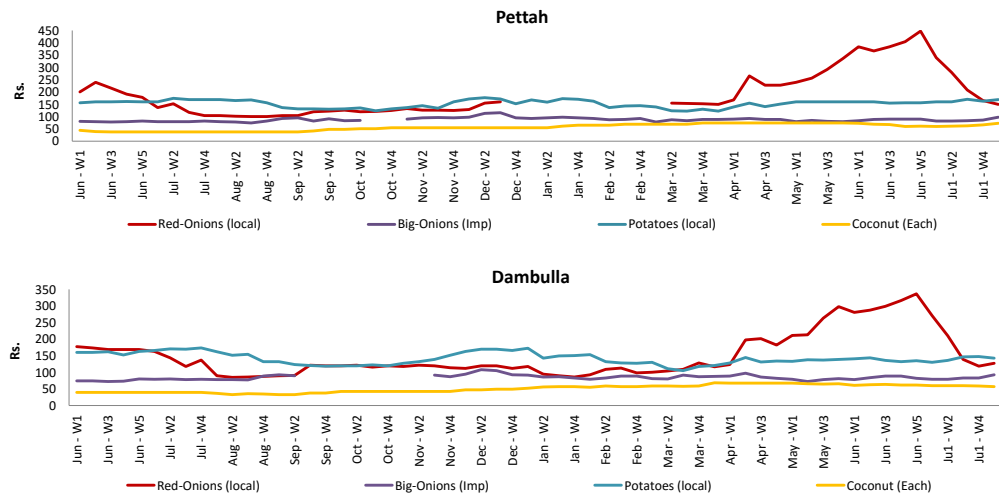 Pettah
Rs.
450
400
350
300
250
200
150
100
50
0
Jun - W1
Jun - W3
Jun - W5
Jul - W2
Jul - W4
Aug - W2
Aug - W4
Sep - W2
Sep - W4
Oct - W2
Oct - W4
Nov - W2
Nov - W4
Dec - W2
Dec - W4
Jan - W2
Jan - W4
Feb - W2
Feb - W4
Mar - W2
Mar - W4
Apr - W1
Apr - W3
May - W1
May - W3
Jun - W1
Jun - W3
Jun - W5
Ju1 - W2
Ju1 - W4
Red-Onions (local) Big-Onions (Imp) Potatoes (local) Coconut (Each)
Dambulla
Rs.
350
300
250
200
150
100
50
0
Jun - W1
Jun - W3
Jun - W5
Jul - W2
Jul - W4
Aug - W2
Aug - W4
Sep - W2
Sep - W4
Oct - W2
Oct - W4
Nov - W2
Nov - W4
Dec - W2
Dec - W4
Jan - W2
Jan - W4
Feb - W2
Feb - W4
Mar - W2
Mar - W4
Apr - W1
Apr - W3
May - W1
May - W3
Jun - W1
Jun - W3
Jun - W5
Ju1 - W2
Ju1 - W4
Red-Onions (local) Big-Onions (Imp) Potatoes (local) Coconut (Each)